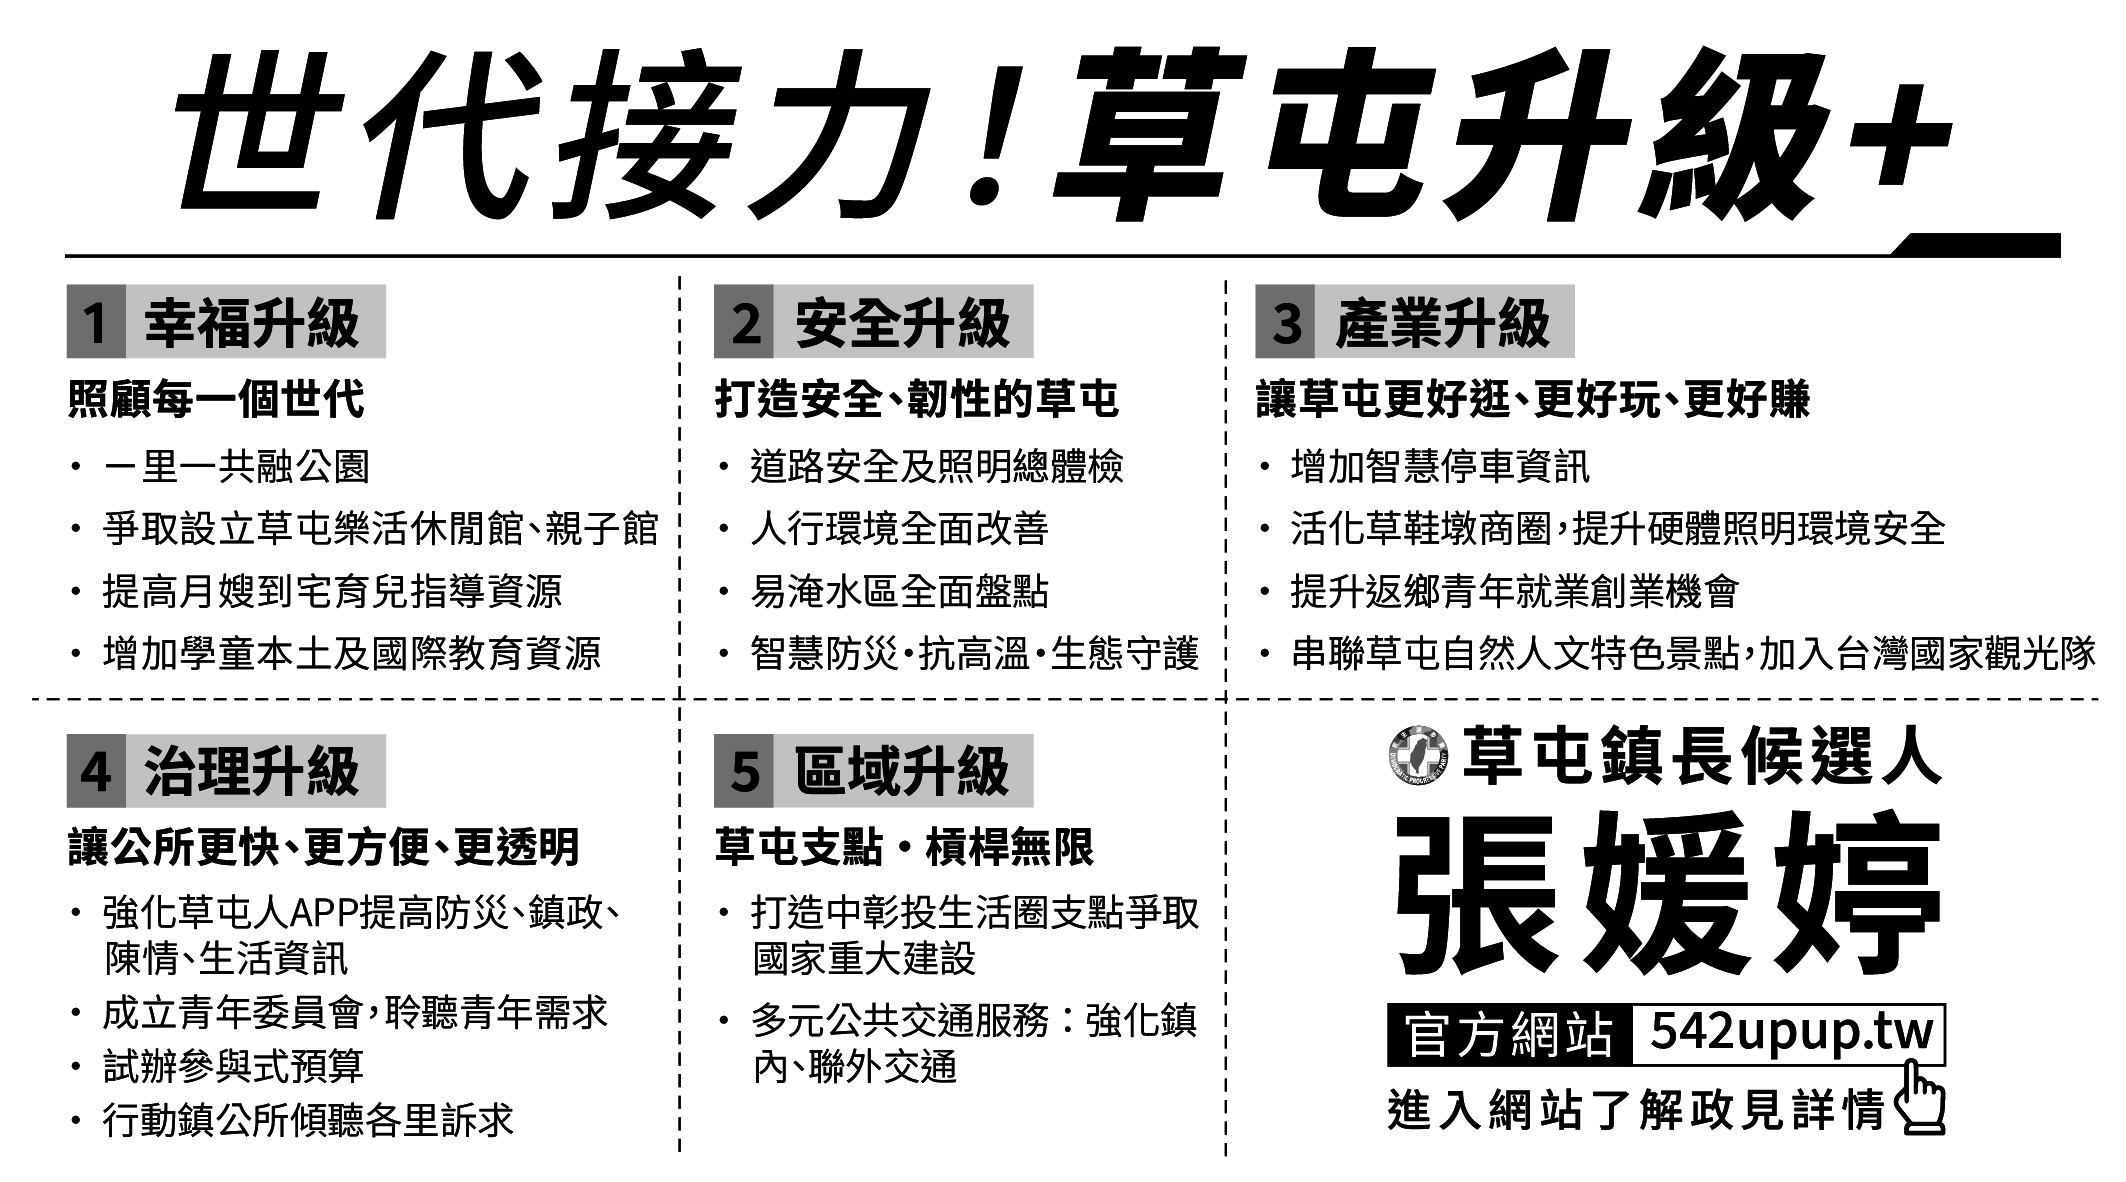 世代接力！草屯升級+
1 幸福升級
照顧每一個世代
・ 一里一共融公園
・ 爭取設立草屯樂活休閒館、親子館
・ 提高月嫂到宅育兒指導資源
・ 增加學童本土及國際教育資源
2 安全升級
打造安全、韌性的草屯
・ 道路安全及照明總體檢
・ 人行環境全面改善
・ 易淹水區全面盤點
・ 智慧防災・抗高溫・生態守護
3 產業升級
讓草屯更好逛、更好玩、更好賺
・ 增加智慧停車資訊
・ 活化草鞋墩商圈，提升硬體照明環境安全
・ 提升返鄉青年就業創業機會
・ 串聯草屯自然人文特色景點，加入台灣國家觀光隊
4 治理升級
讓公所更快、更方便、更透明
・ 強化草屯人APP提高防災、鎮政、
陳情、生活資訊
・ 成立青年委員會，聆聽青年需求
・ 試辦參與式預算
・ 行動鎮公所傾聽各里訴求
5 區域升級
草屯支點・槓桿無限
・ 打造中彰投生活圈支點爭取
國家重大建設
・ 多元公共交通服務：強化鎮
內、聯外交通
草屯鎮長候選人
張媛婷
官方網站 542upup.tw
進入網站了解政見詳情